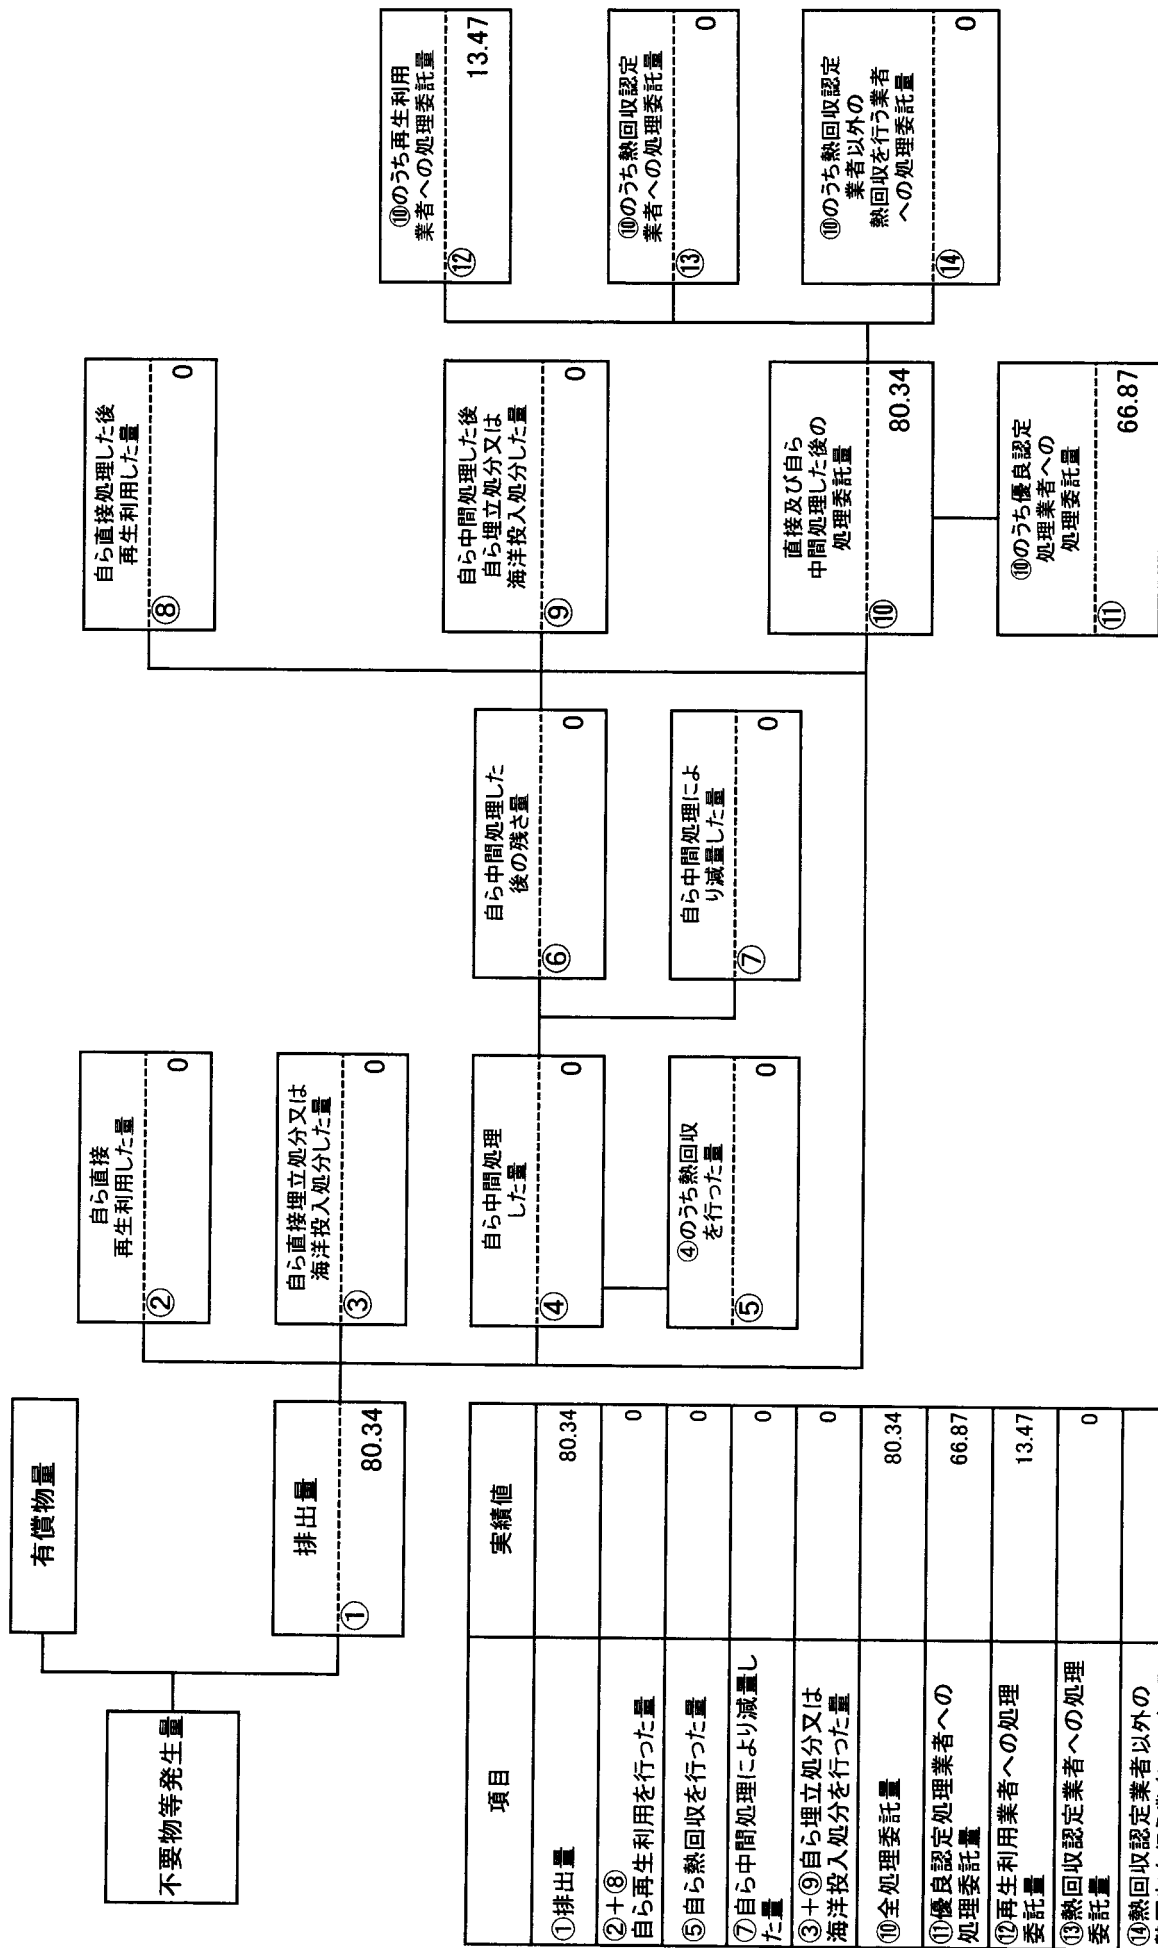 不要物等発生量
有償物量
排出量
①
80.34
自ら直接
再生利用した量
②
0
自ら直接埋立処分又は
海洋投入処分した量
③
0
自ら中間処理
した量
④
0
④のうち熱回収
を行った量
⑤
0
自ら中間処理した
後の残さ量
⑥
0
自ら中間処理によ
り減量した量
⑦
0
自ら直接処理した後
再生利用した量
⑧
0
自ら中間処理した後
自ら埋立処分又は
海洋投入処分した量
⑨
0
直接及び自ら
中間処理した後の
処理委託量
⑩
80.34
⑩のうち優良認定
処理業者への
処理委託量
⑪
66.87
⑩のうち再生利用
業者への処理委託量
⑫
13.47
⑩のうち熱回収認定
業者への処理委託量
⑬
0
⑩のうち熱回収認定
業者以外の
熱回収を行う業者
への処理委託量
⑭
0
項目 実績値
①排出量 80.34
②+⑧
自ら再生利用を行った量 0
⑤自ら熱回収を行った量 0
⑦自ら中間処理により減量し
た量 0
③+⑨自ら埋立処分又は
海洋投入処分を行った量 0
⑩全処理委託量 80.34
⑪優良認定処理業者への
処理委託量 66.87
⑫再生利用業者への処理
委託量 13.47
⑬熱回収認定業者への処理
委託量 0
⑭熱回収認定業者以外の